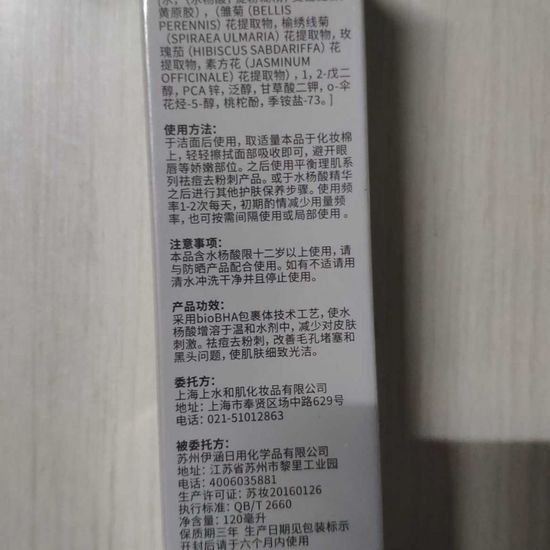 黄原胶），（雏菊（BELLIS
PERENNIS）花提取物，榆绣线菊
（SPIRAEA ULMARIA）花提取物，玫
瑰茄（HIBISCUS SABDARIFFA）花
提取物，素方花（JASMINUM
OFFICINALE）花提取物），1，2-戊二
醇，PCA 锌，泛醇，甘草酸二钾，o-伞
花烃-5-醇，桃柁酚，季铵盐-73。]
使用方法：
于洁面后使用，取适量本品于化妆棉
上，轻轻擦拭面部吸收即可，避开眼
唇等娇嫩部位。之后使用平衡理肌系
列祛痘去粉刺产品。或于水杨酸精华
之后进行其他护肤保养步骤。使用频
率1-2次每天，初期酌情减少用量频
率，也可按需间隔使用或局部使用 。
注意事项：
本品含水杨酸限十二岁以上使用，请
与防晒产品配合使用。如有不适请用
清水冲洗干净并且停止使用。
产品功效：
采用bioBHA包裹体技术工艺，使水
杨酸增溶于温和水剂中，减少对皮肤
刺激。祛痘去粉刺，改善毛孔堵塞和
黑头问题，使肌肤细致光洁。
委托方：
上海上水和肌化妆品有限公司
地址：上海市奉贤区场中路629号
电话：021-51012863
被委托方：
苏州伊涵日用化学品有限公司
地址：江苏省苏州市黎里工业园
电话：4006035881
生产许可证：苏妆20160126
执行标准：QB/T 2660
净含量：120毫升
保质期三年 生产日期见包装标示
开封后请于六个月内使用